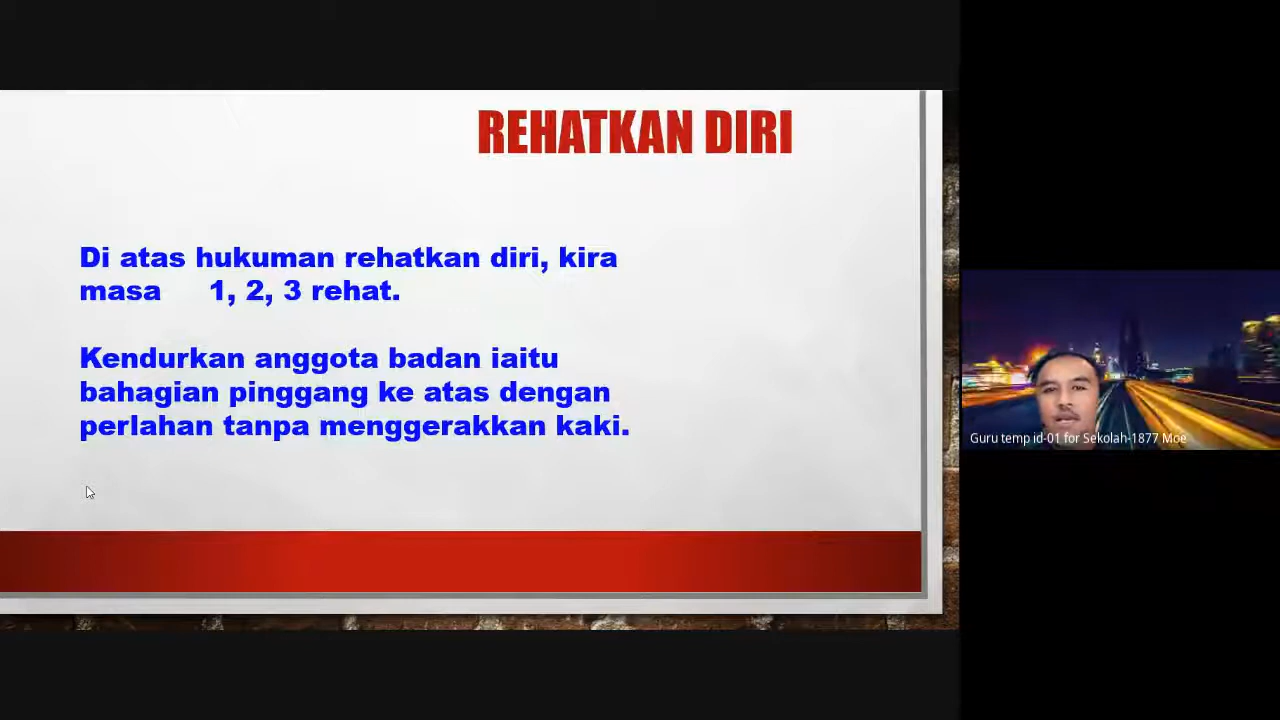 REHATKAN DIRI
Di atas hukuman rehatkan diri, kira
masa 1, 2, 3 rehat.
Kendurkan anggota badan iaitu
bahagian pinggang ke atas dengan
perlahan tanpa menggerakkan kaki.
Guru temp id-01 for Sekolah-1877 Moe